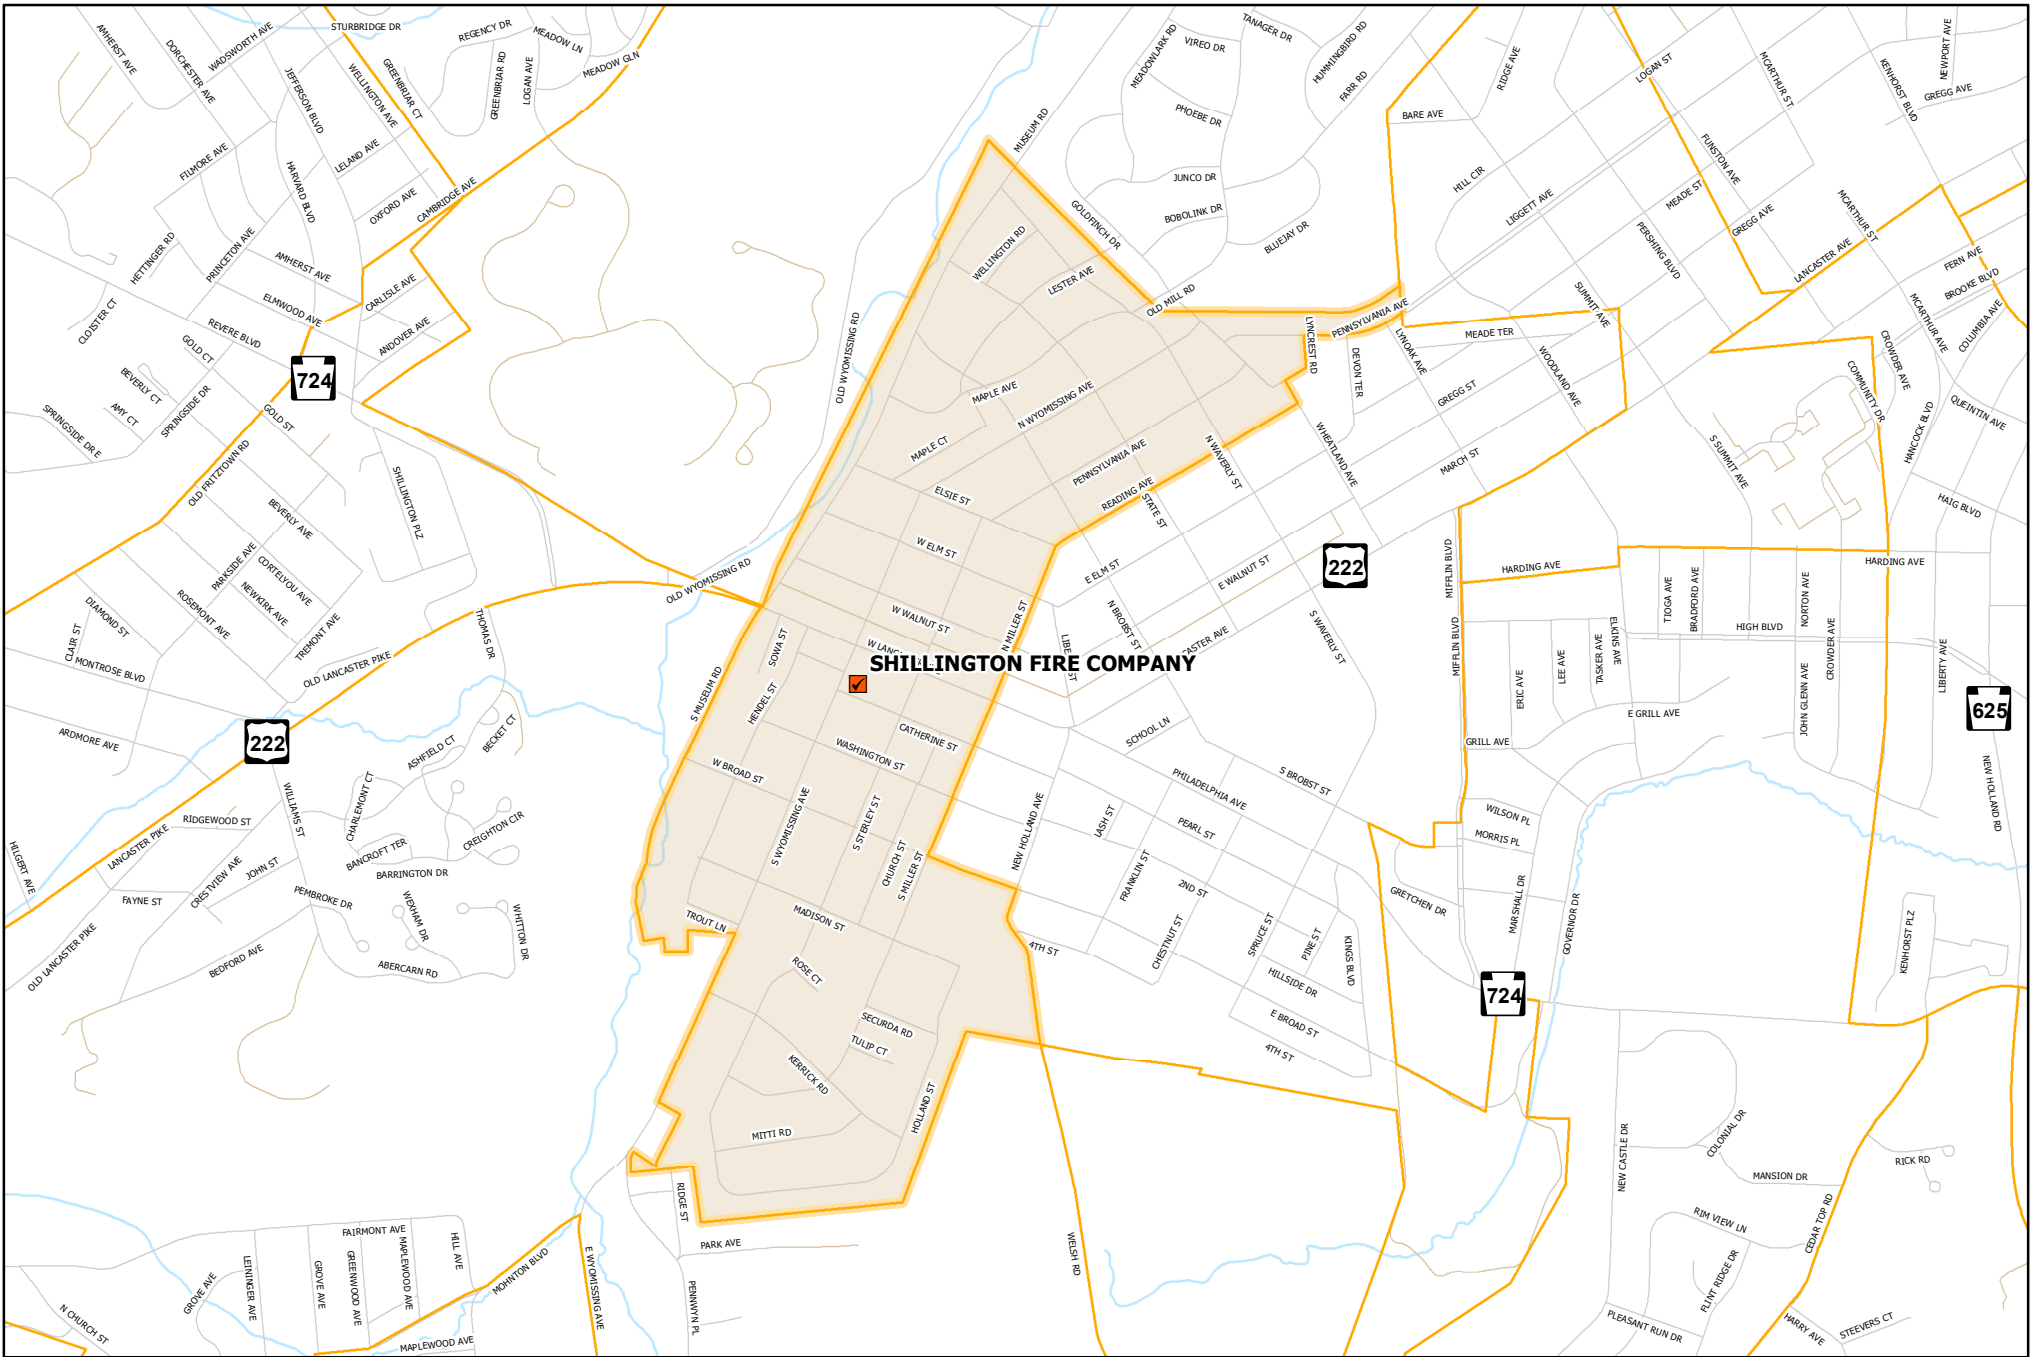 AMHERST AVE
DORCHESTER AVE
WADSWORTH AVE
STURBRIDGE DR
JEFFERSON BLVD
WELLINGTON AVE
GREENBRIAR CT
REGENCY DR
GREENBRIAR RD
LOGAN AVE
MEADOW LN
MEADOW GLN
FILMORE AVE
LELAND AVE
HARVARD BLVD
OXFORD AVE
CAMBRIDGE AVE
HETTINGER RD
PRINCETON AVE
AMHERST AVE
ELMWOOD AVE
CARLISLE AVE
ANDOVER AVE
CLOISTER CT
REVERE BLVD
GOLD CT
BEVERLY CT
AMY CT
SPRINGSIDE DR
SPRINGSIDE DR E
GOLD ST
724
OLD FRITZTOWN RD
SHILLINGTON PLZ
BEVERLY AVE
PARKSIDE AVE
CORTELYOU AVE
NEWKIRK AVE
ROSEMONT AVE
TREMONT AVE
DIAMOND ST
CLAIR ST
MONTROSE BLVD
ARDMORE AVE
OLD LANCASTER PIKE
THOMAS DR
222
MUSEUM RD
MEADOWLARK RD
VIREO DR
TANAGER DR
HUMMINGBIRD RD
FARR RD
PHOEBE DR
JUNCO DR
BOBOLINK DR
BLUEJAY DR
GOLDFINCH DR
OLD MILL RD
WELLINGTON RD
LESTER AVE
OLD WYOMISSING RD
MAPLE AVE
N WYOMISSING AVE
MAPLE CT
ELSIE ST
PENNSYLVANIA AVE
READING AVE
STATE ST
N WAVERLY ST
W ELM ST
W WALNUT ST
OLD WYOMISSING RD
SOWA ST
S MUSEUM RD
HENDEL ST
N MILLER ST
E ELM ST
N BROBST ST
E WALNUT ST
SHILLINGTON FIRE COMPANY
CATHERINE ST
WASHINGTON ST
W BROAD ST
S WYOMISSING AVE
S STERLEY ST
CHURCH ST
S MILLER ST
MADISON ST
TROUT LN
ROSE CT
SECURDA RD
TULIP CT
KERRICK RD
HOLLAND ST
MITTI RD
RIDGE ST
PARK AVE
PENNWYN PL
BARE AVE
RIDGE AVE
LOGAN ST
MCARTHUR ST
KENHORST BLVD
NEWPORT AVE
GREGG AVE
HILL CIR
LIGGETT AVE
FUNSTON AVE
MEADE ST
GREGG AVE
PERSHING BLVD
MCARTHUR ST
LANCASTER AVE
FERN AVE
BROOKE BLVD
COLUMBIA AVE
MCARTHUR AVE
CROWDER AVE
COMMUNITY DR
HANCOCK BLVD
QUEINTIN AVE
HAIG BLVD
SUMMIT AVE
PENNSYLVANIA AVE
LYNCREST RD
DEVON TER
LYNOAK AVE
MEADE TER
WOODLAND AVE
GREGG ST
WHEATLAND AVE
MARCH ST
S SUMMIT AVE
222
MIFFLIN BLVD
HARDING AVE
HARDING AVE
TIOGA AVE
BRADFORD AVE
NORTON AVE
HIGH BLVD
MIFFLIN BLVD
ELKINS AVE
TASKER AVE
LEE AVE
ERIC AVE
CROWDER AVE
JOHN GLENN AVE
LIBERTY AVE
E GRILL AVE
GRILL AVE
625
NEW HOLLAND RD
S WAVERLY ST
SCHOOL LN
S BROBST ST
PHILADELPHIA AVE
PEARL ST
LASH ST
NEW HOLLAND AVE
FRANKLIN ST
2ND ST
CHESTNUT ST
4TH ST
SPRUCE ST
PINE ST
KINGS BLVD
HILLSIDE DR
E BROAD ST
4TH ST
WILSON PL
MORRIS PL
GRETCHEN DR
MARSHALL DR
GOVERNOR DR
724
KENHORST PLZ
NEW CASTLE DR
COLONIAL DR
MANSION DR
RICK RD
RIM VIEW LN
CEDAR TOP RD
FLINT RIDGE DR
PLEASANT RUN DR
HARRY AVE
STEEVERS CT
WELSH RD
222
ASHFIELD CT
BECKET CT
CHARLEMONT CT
WILLIAMS ST
RIDGEWOOD ST
LANCASTER PIKE
HILGERT AVE
CREIGHTON CIR
BANCROFT TER
BARRINGTON DR
CRESTVIEW AVE
JOHN ST
FAYNE ST
PEMBROKE DR
WEXHAM DR
WHITTON DR
OLD LANCASTER PIKE
BEDFORD AVE
ABERCARN RD
FAIRMONT AVE
LEININGER AVE
GROVE AVE
GROVE AVE
GREENWOOD AVE
MAPLEWOOD AVE
HILL AVE
MOHNTON BLVD
E WYOMISSING AVE
N CHURCH ST
MAPLEWOOD AVE